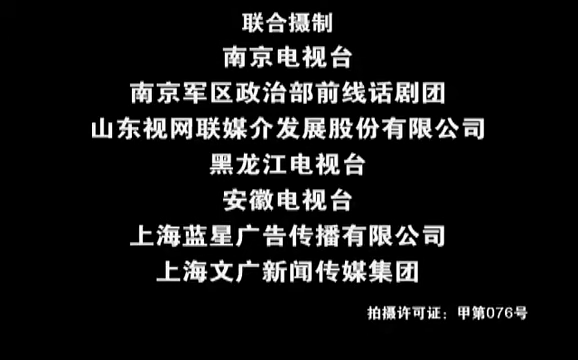 联合摄制
南京电视台
南京军区政治部前线话剧团
山东视网联媒介发展股份有限公司
黑龙江电视台
安徽电视台
上海蓝星广告传播有限公司
上海文广新闻传媒集团
拍摄许可证：甲第076号